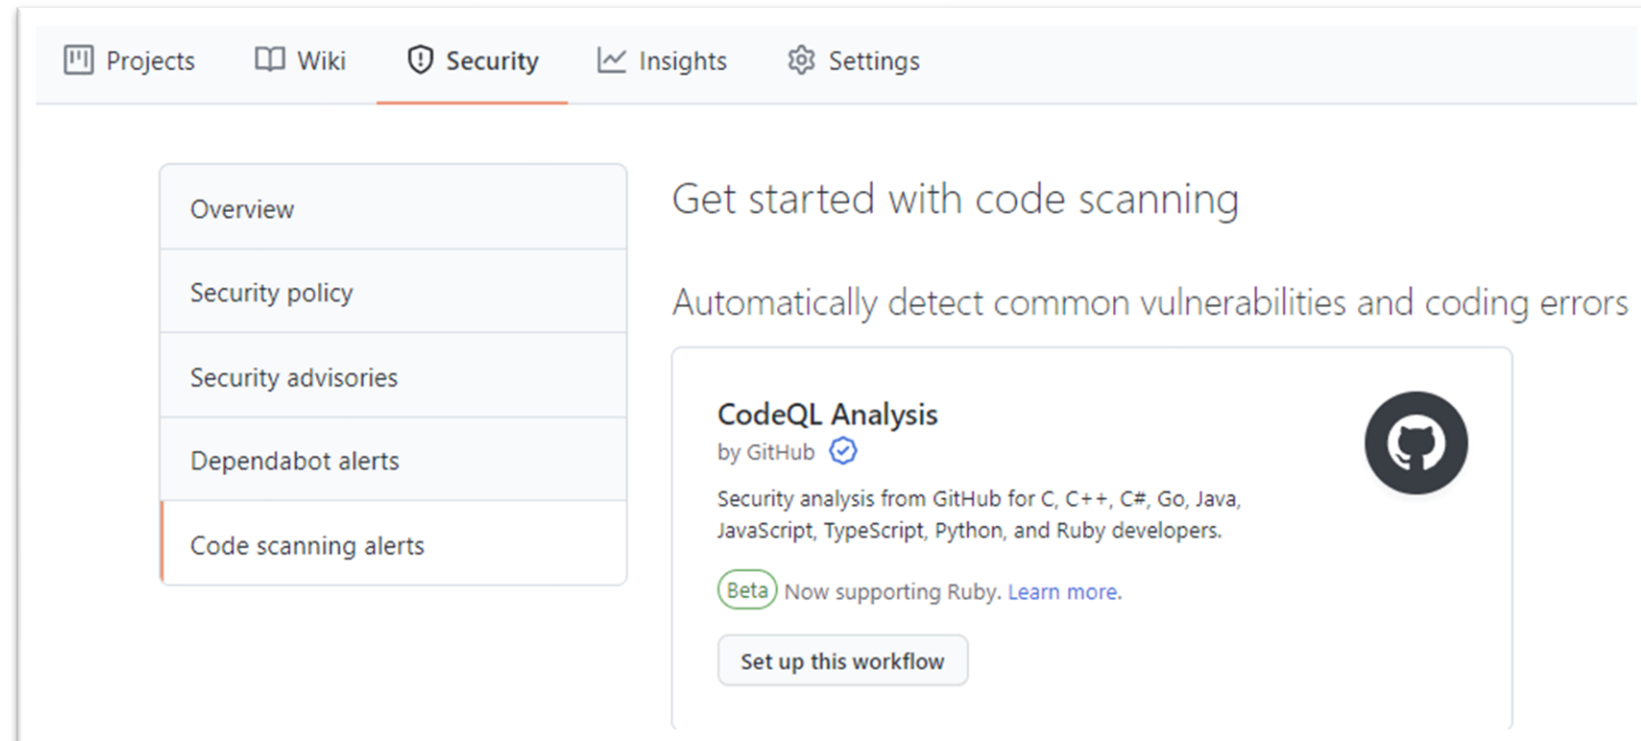 Projects Wiki Security Insights Settings
Overview
Security policy
Security advisories
Dependabot alerts
Code scanning alerts
Get started with code scanning
Automatically detect common vulnerabilities and coding errors
CodeQL Analysis
by GitHub
Security analysis from GitHub for C, C++, C#, Go, Java,
JavaScript, TypeScript, Python, and Ruby developers.
Beta Now supporting Ruby. Learn more.
Set up this workflow